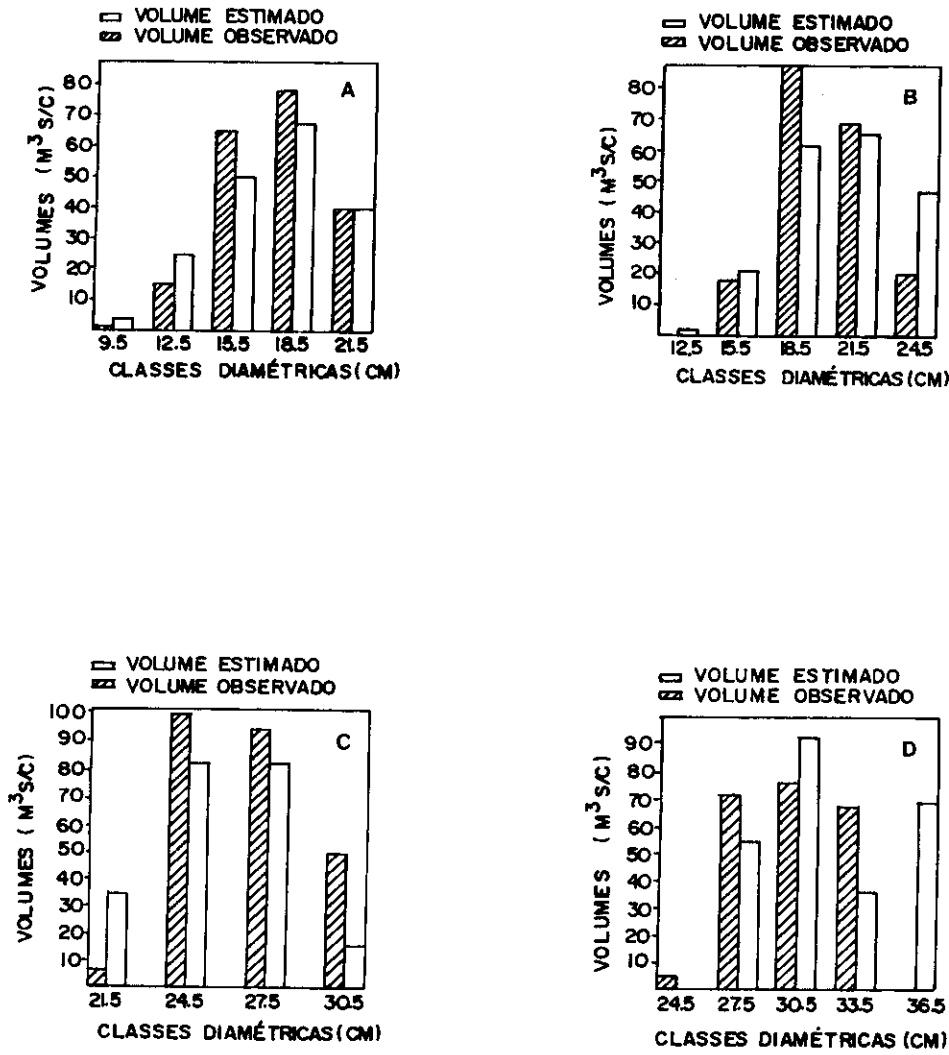 VOLUME ESTIMADO
VOLUME OBSERVADO
A
VOLUMES (M³S/C)
80
70
60
50
40
30
20
10
9.5 12.5 15.5 18.5 21.5
CLASSES DIAMÉTRICAS(CM)
VOLUME ESTIMADO
VOLUME OBSERVADO
B
VOLUMES (M³S/C)
80
70
60
50
40
30
20
10
12,5 15.5 18.5 21.5 24.5
CLASSES DIAMÉTRICAS(CM)
VOLUME ESTIMADO
VOLUME OBSERVADO
C
VOLUMES (M³S/C)
100
90
80
70
60
50
40
30
20
10
21.5 24.5 27.5 30.5
CLASSES DIAMÉTRICAS(CM)
VOLUME ESTIMADO
VOLUME OBSERVADO
D
VOLUMES (M³S/C)
90
80
70
60
50
40
30
20
10
24.5 27.5 30.5 33.5 36.5
CLASSES DIAMÉTRICAS(CM)